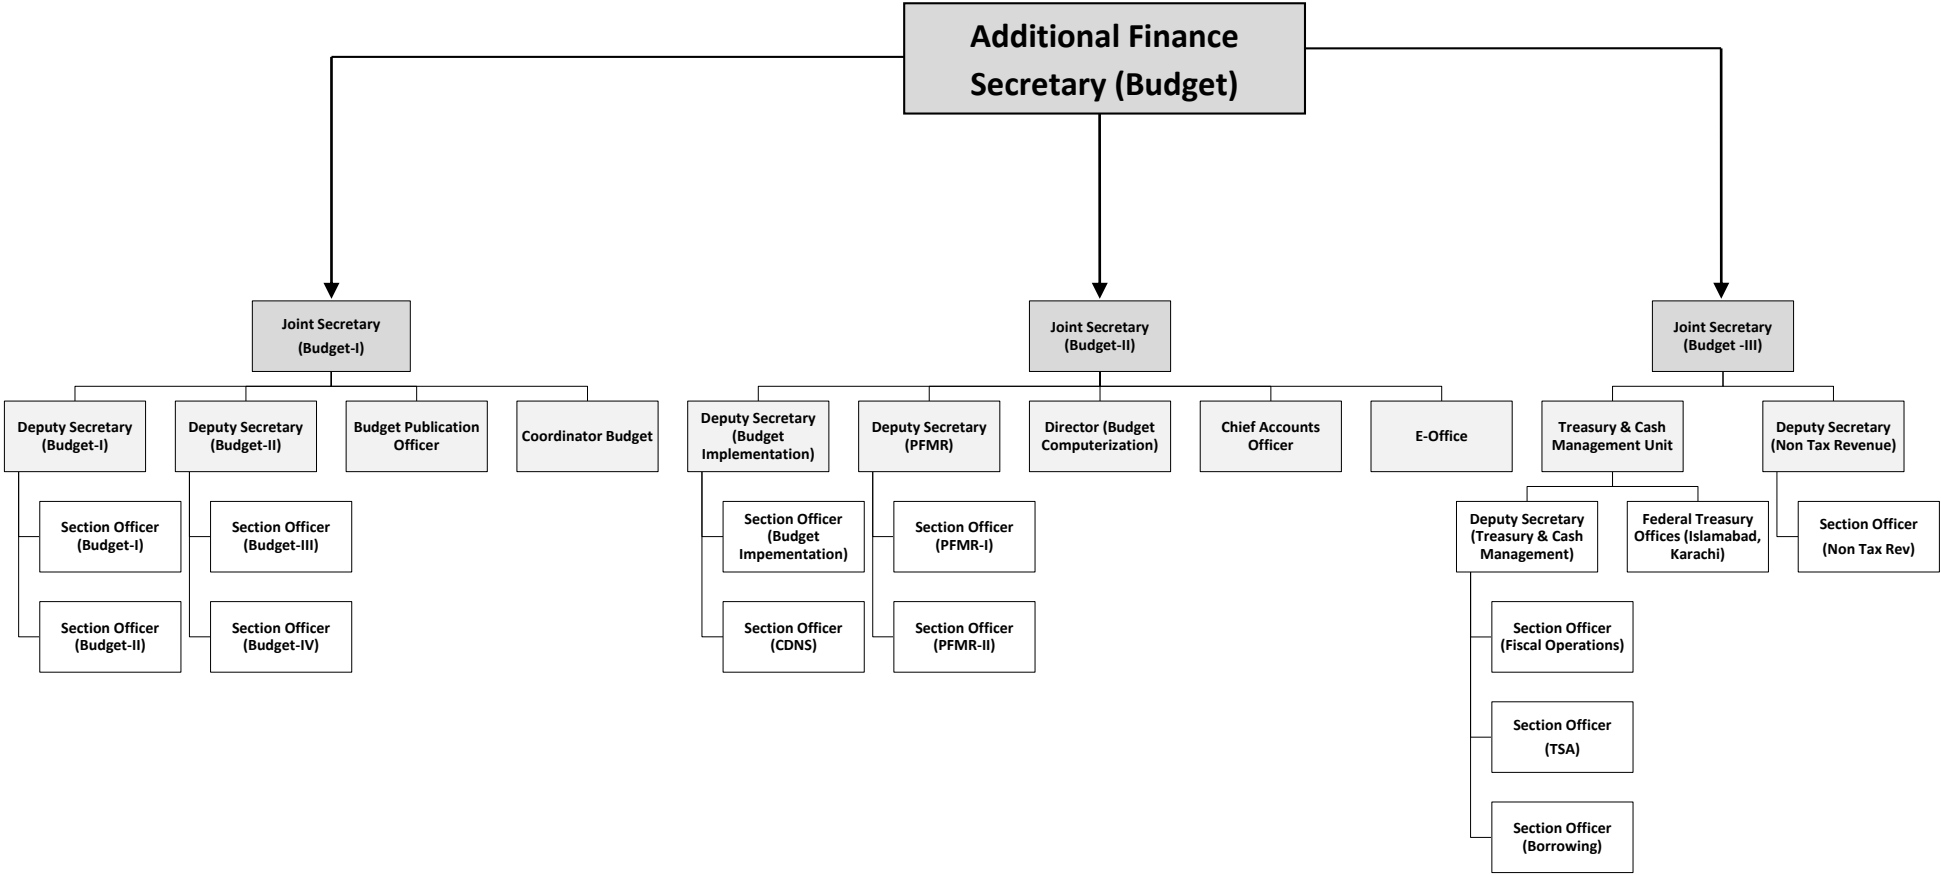 Additional Finance
Secretary (Budget)
Joint Secretary
(Budget-I)
Joint Secretary
(Budget-II)
Joint Secretary
(Budget -III)
Deputy Secretary
(Budget-I)
Deputy Secretary
(Budget-II)
Budget Publication
Officer
Coordinator Budget
Deputy Secretary
(Budget
Implementation)
Deputy Secretary
(PFMR)
Director (Budget
Computerization)
Chief Accounts
Officer
E-Office
Treasury & Cash
Management Unit
Deputy Secretary
(Non Tax Revenue)
Section Officer
(Budget-I)
Section Officer
(Budget-III)
Section Officer
(Budget
Impementation)
Section Officer
(PFMR-I)
Deputy Secretary
(Treasury & Cash
Management)
Federal Treasury
Offices (Islamabad,
Karachi)
Section Officer
(Non Tax Rev)
Section Officer
(Budget-II)
Section Officer
(Budget-IV)
Section Officer
(CDNS)
Section Officer
(PFMR-II)
Section Officer
(Fiscal Operations)
Section Officer
(TSA)
Section Officer
(Borrowing)